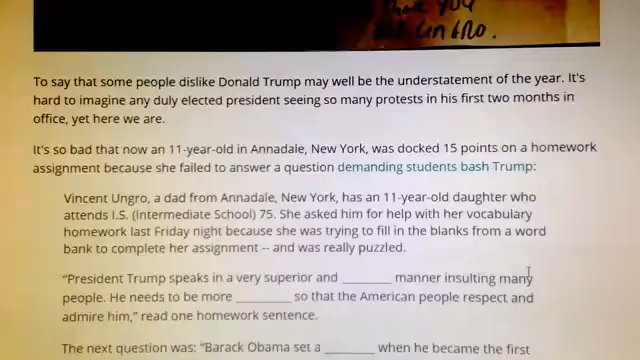 To say that some people dislike Donald Trump may well be the understatement of the year. It's
hard to imagine any duly elected president seeing so many protests in his first two months in
office, yet here we are.
It's so bad that now an 11-year-old in Annadale, New York, was docked 15 points on a homework
assignment because she failed to answer a question demanding students bash Trump:
Vincent Ungro, a dad from Annadale, New York, has an 11-year-old daughter who
attends I.S. (Intermediate School) 75. She asked him for help with her vocabulary
homework last Friday night because she was trying to fill in the blanks from a word
bank to complete her assignment -- and was really puzzled.
“President Trump speaks in a very superior and _______ manner insulting many
people. He needs to be more ________ so that the American people respect and
admire him,” read one homework sentence.
The next question was: “Barack Obama set a _______ when he became the first